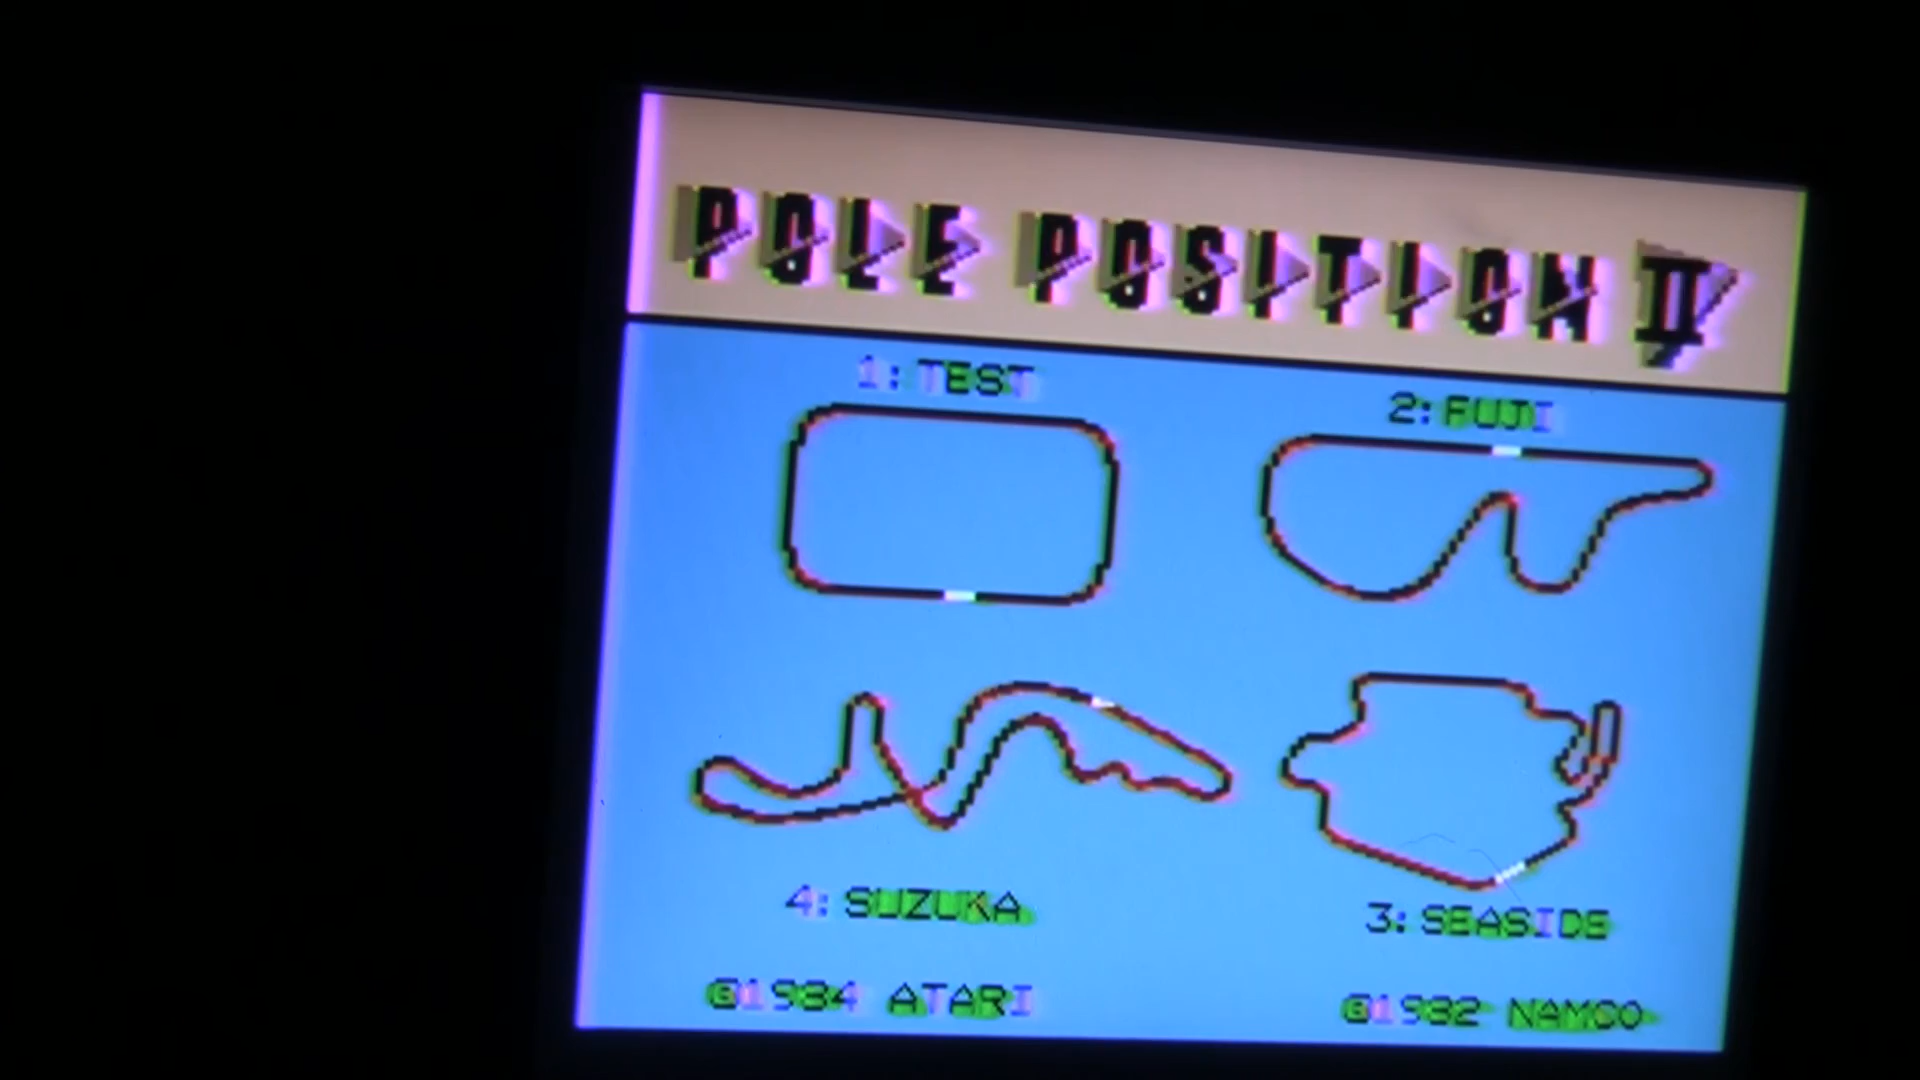 POLE POSITION II
1: TEST
2: FUJI
4: SUZUKA
3: SEASIDE
©1984 ATARI
©1982 NAMCO